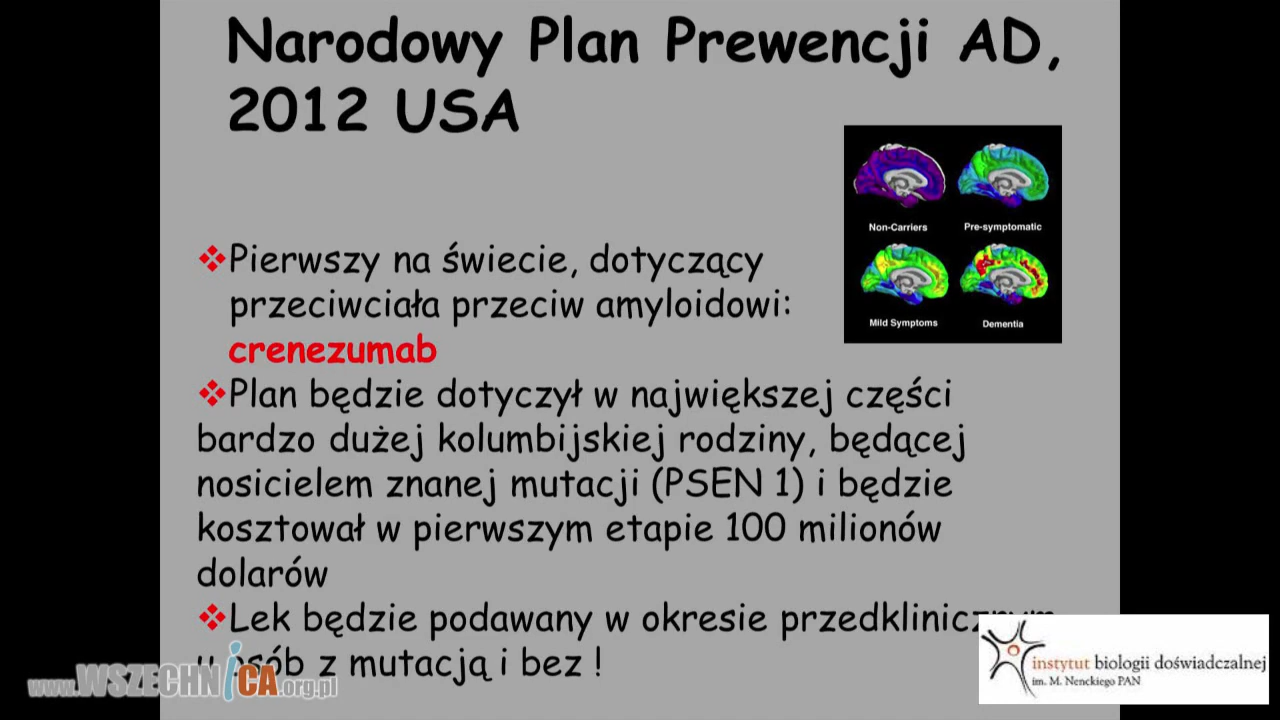 Narodowy Plan Prewencji AD,
2012 USA
Non-Carriers
Pre-symptomatic
Mild Symptoms
Dementia
❖Pierwszy na świecie, dotyczący
przeciwciała przeciw amyloidowi:
crenezumab
❖Plan będzie dotyczył w największej części
bardzo dużej kolumbijskiej rodziny, będącej
nosicielem znanej mutacji (PSEN 1) i będzie
kosztował w pierwszym etapie 100 milionów
dolarów
❖Lek będzie podawany w okresie przedklinicznym
u osób z mutacją i bez !
www.WSZECHNICA.org.pl
instytut biologii doświadczalnej
im. M. Nenckiego PAN